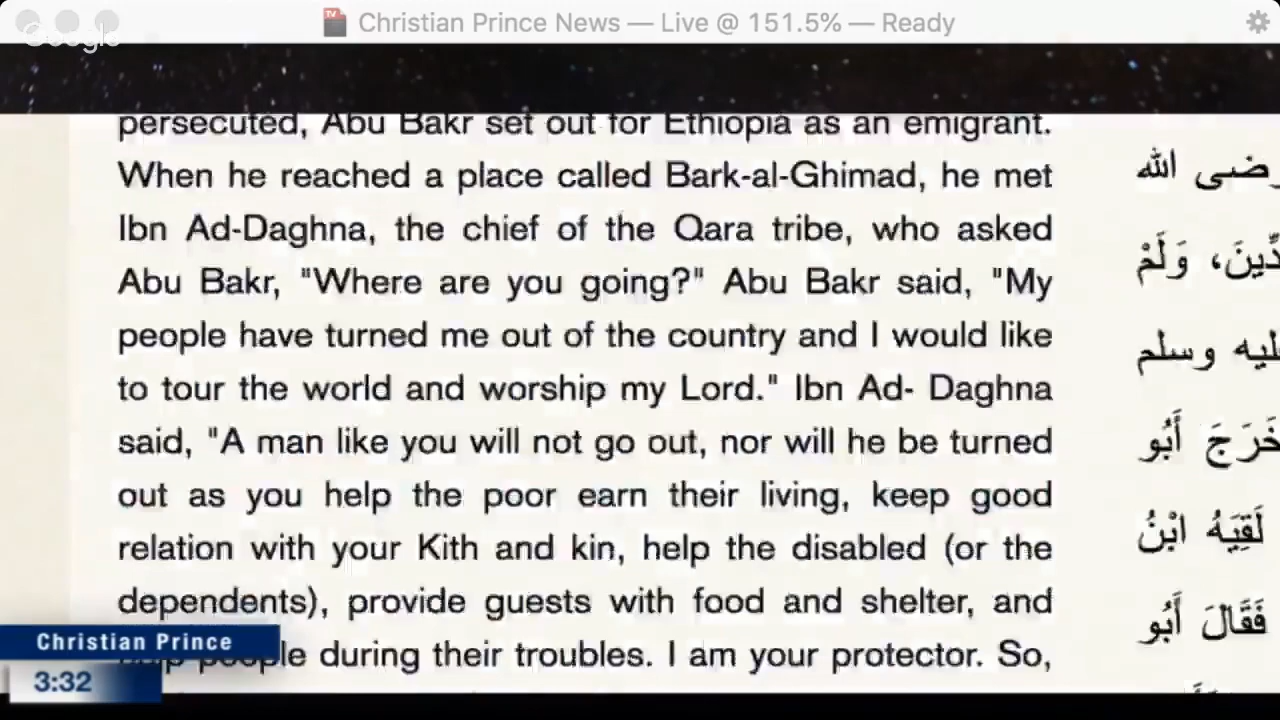 Christian Prince News — Live @ 151.5% — Ready
Google
persecuted, Abu Bakr set out for Ethiopia as an emigrant.
When he reached a place called Bark-al-Ghimad, he met
Ibn Ad-Daghna, the chief of the Qara tribe, who asked
Abu Bakr, "Where are you going?" Abu Bakr said, "My
people have turned me out of the country and I would like
to tour the world and worship my Lord." Ibn Ad- Daghna
said, "A man like you will not go out, nor will he be turned
out as you help the poor earn their living, keep good
relation with your Kith and kin, help the disabled (or the
dependents), provide guests with food and shelter, and
help people during their troubles. I am your protector. So,
الله
وَلَمْ
وسلم
خَرَجَ أَبُو
لَقِيَهُ ابْنُ
فَقَالَ أَبُو
Christian Prince
3:32